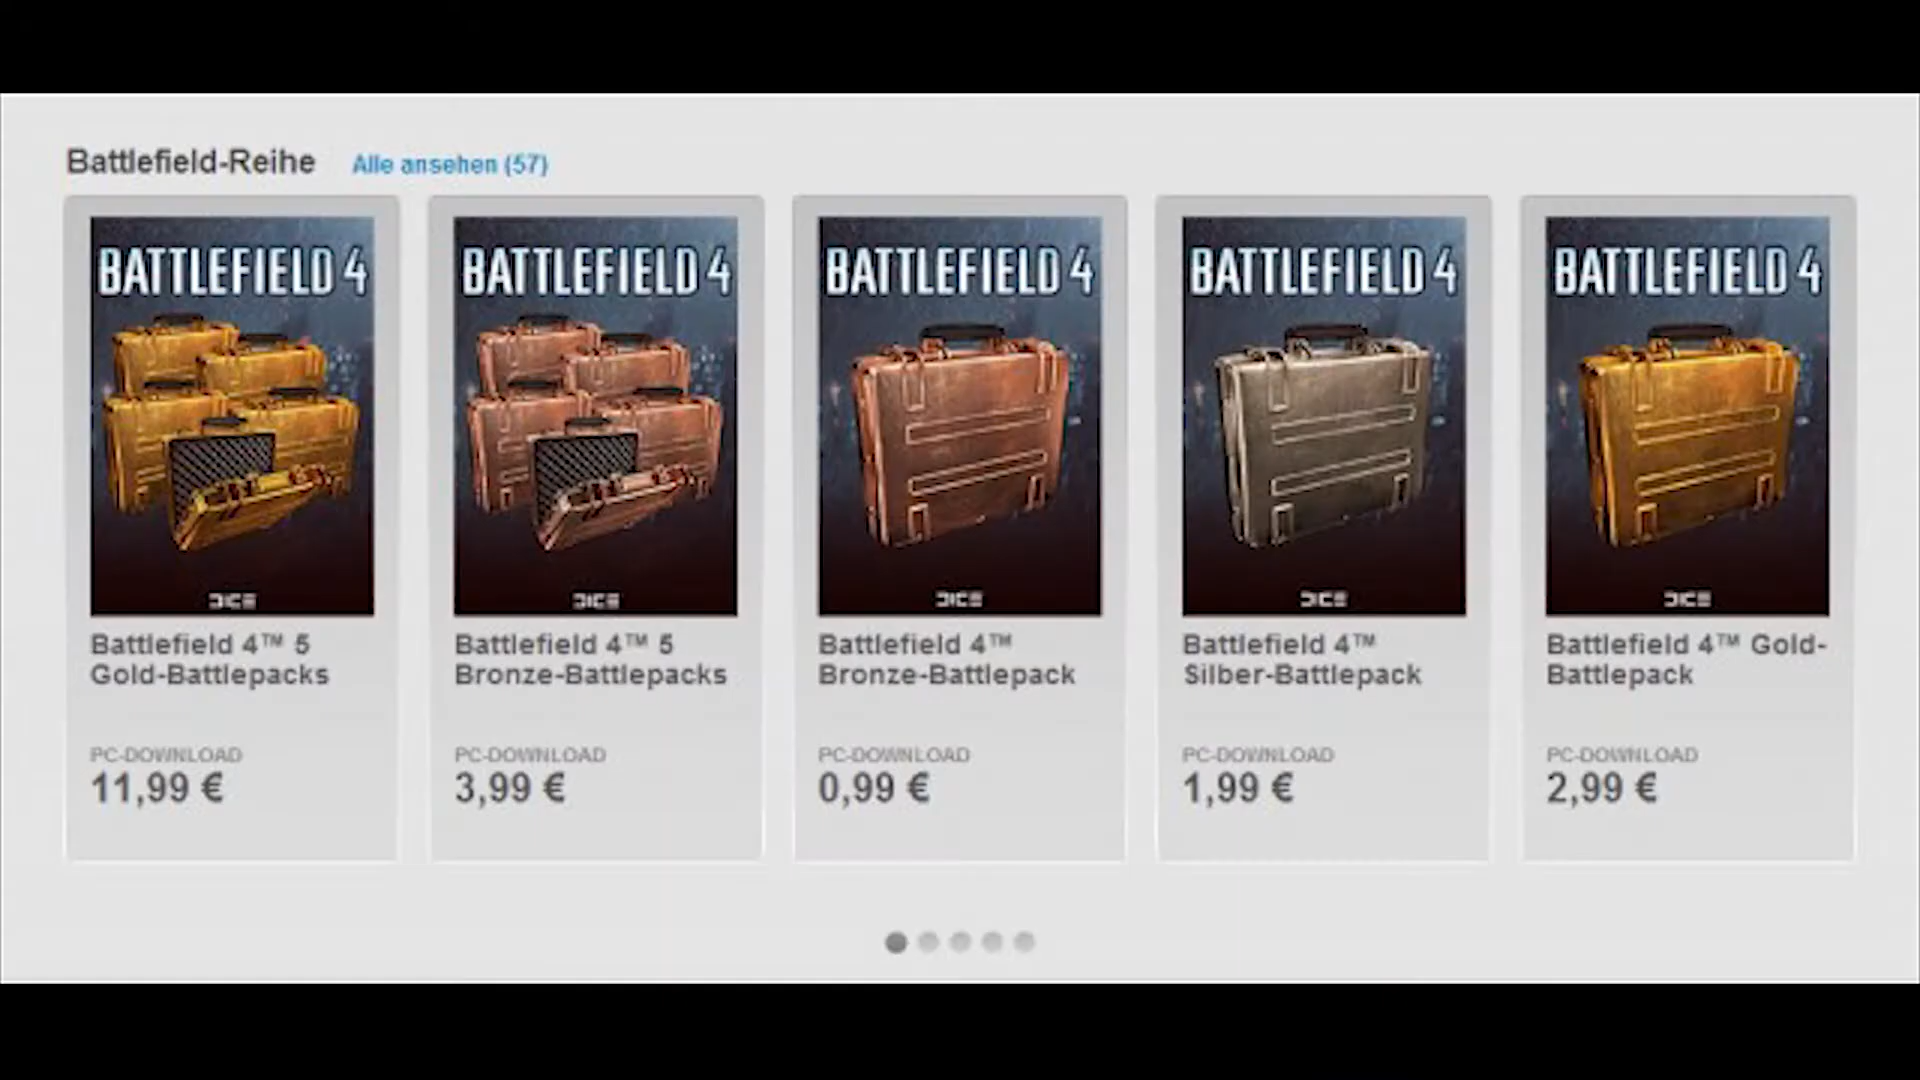 Battlefield-Reihe Alle ansehen (57)
BATTLEFIELD 4
DICE
Battlefield 4™ 5
Gold-Battlepacks
PC-DOWNLOAD
11,99 €
BATTLEFIELD 4
DICE
Battlefield 4™ 5
Bronze-Battlepacks
PC-DOWNLOAD
3,99 €
BATTLEFIELD 4
DICE
Battlefield 4™
Bronze-Battlepack
PC-DOWNLOAD
0,99 €
BATTLEFIELD 4
DICE
Battlefield 4™
Silber-Battlepack
PC-DOWNLOAD
1,99 €
BATTLEFIELD 4
DICE
Battlefield 4™ Gold-
Battlepack
PC-DOWNLOAD
2,99 €